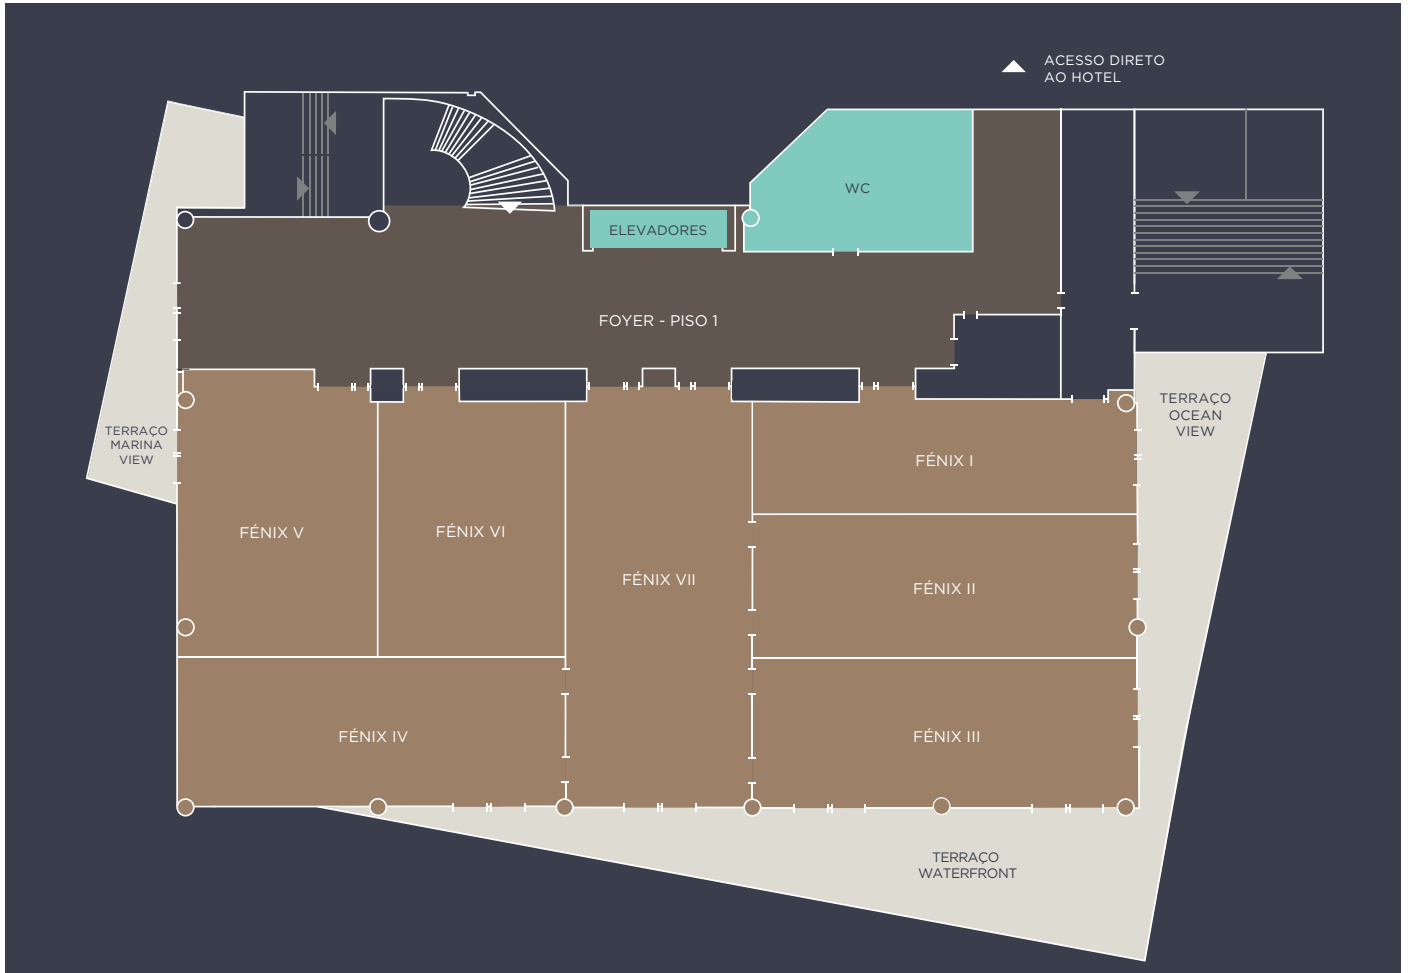 ACESSO DIRETO
AO HOTEL
WC
ELEVADORES
FOYER - PISO 1
TERRAÇO
OCEAN
VIEW
TERRAÇO
MARINA
VIEW
FÉNIX I
FÉNIX V
FÉNIX VI
FÉNIX VII
FÉNIX II
FÉNIX IV
FÉNIX III
TERRAÇO
WATERFRONT